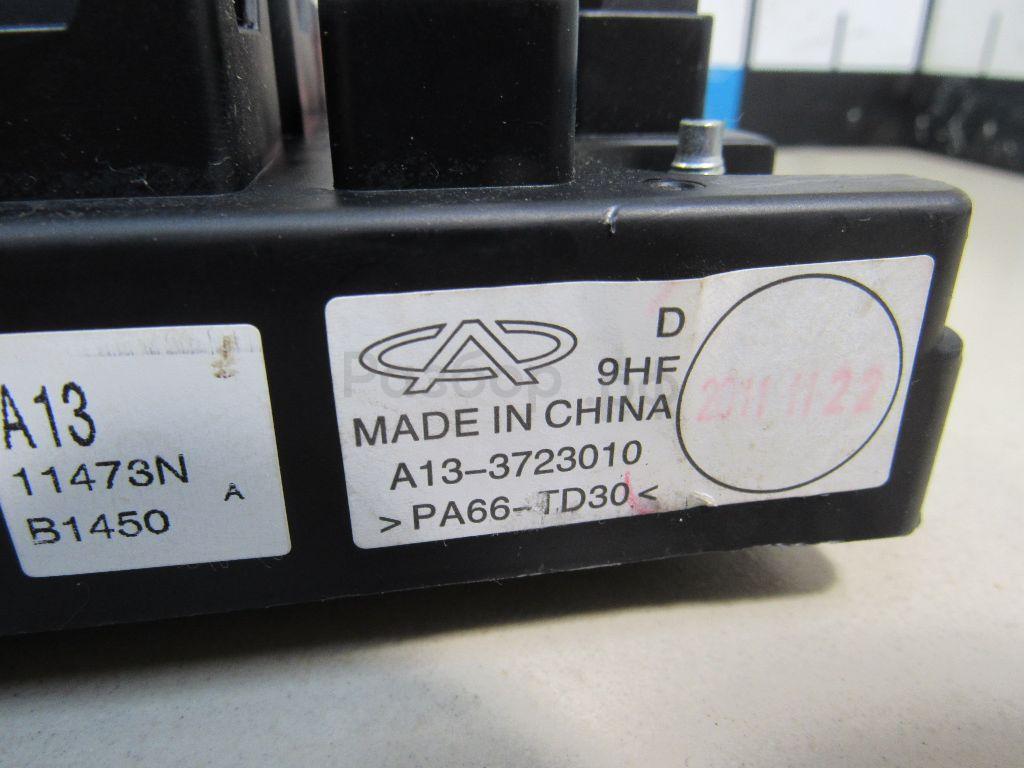 A13
11473N
A
B1450
D
9HF
MADE IN CHINA
A13-3723010
>PA66-TD30<
2011 11 22